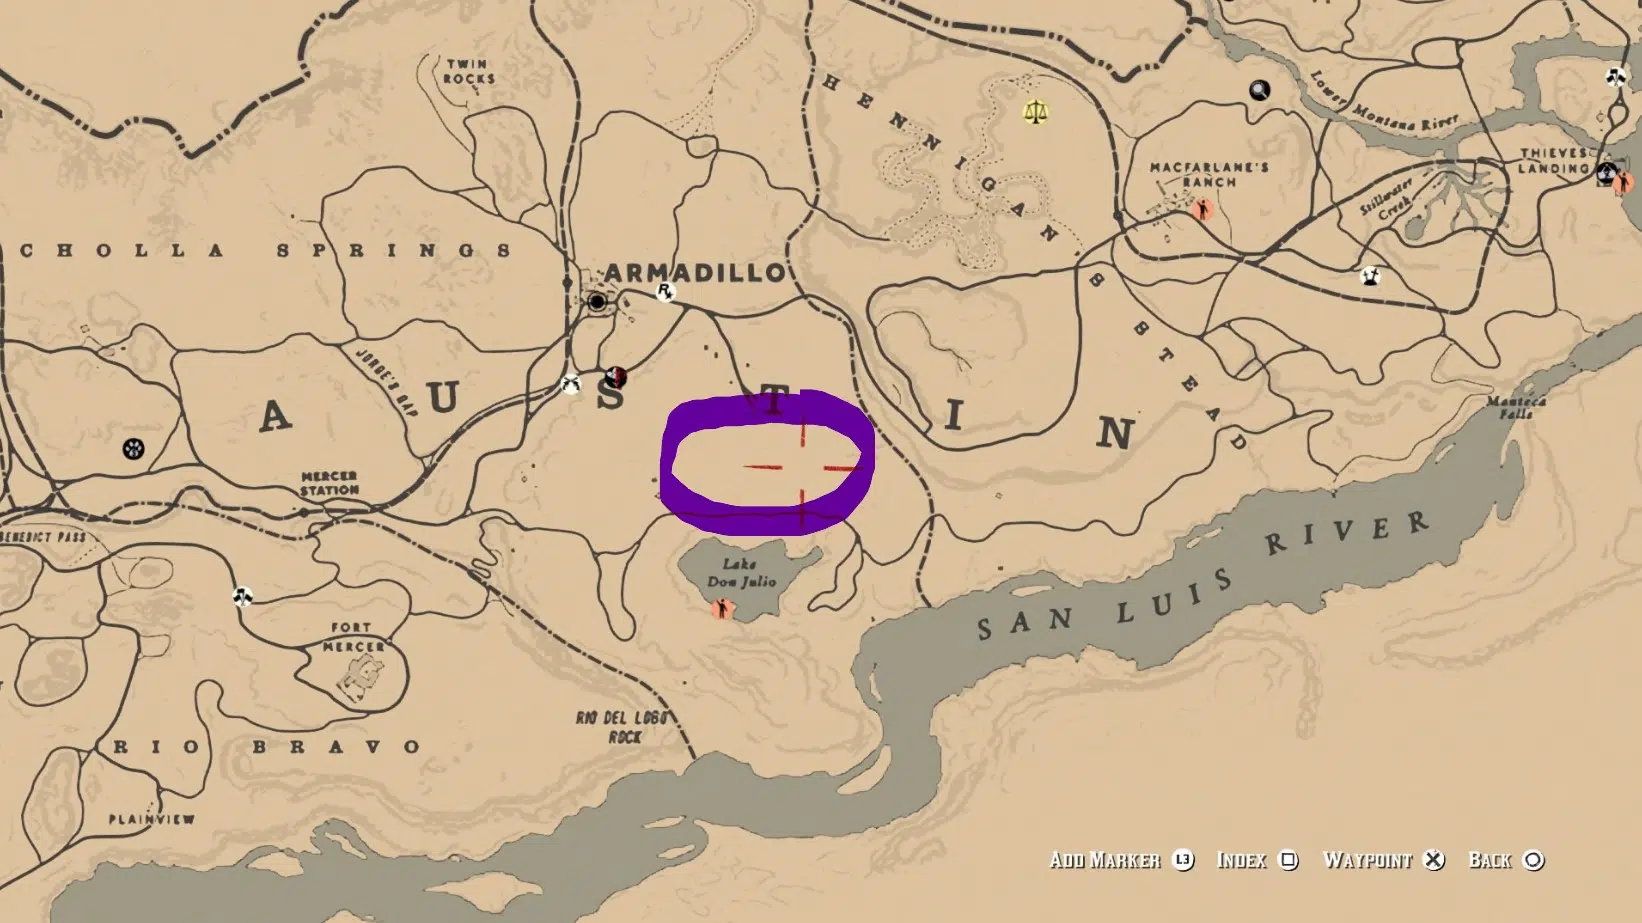 TWIN
ROCKS
HENNIGAN'S STEAD
Lower Montana River
MACFARLANE'S
RANCH
THIEVES
LANDING
Stillwater
Creek
CHOLLA SPRINGS
ARMADILLO
Rx
JORGE'S GAP
AUSTIN
Manteca
Falls
MERCER
STATION
BENEDICT PASS
Lake
Don Julio
SAN LUIS RIVER
FORT
MERCER
RIO DEL LOBO
ROCK
RIO BRAVO
PLAINVIEW
ADD MARKER L3 INDEX WAYPOINT BACK